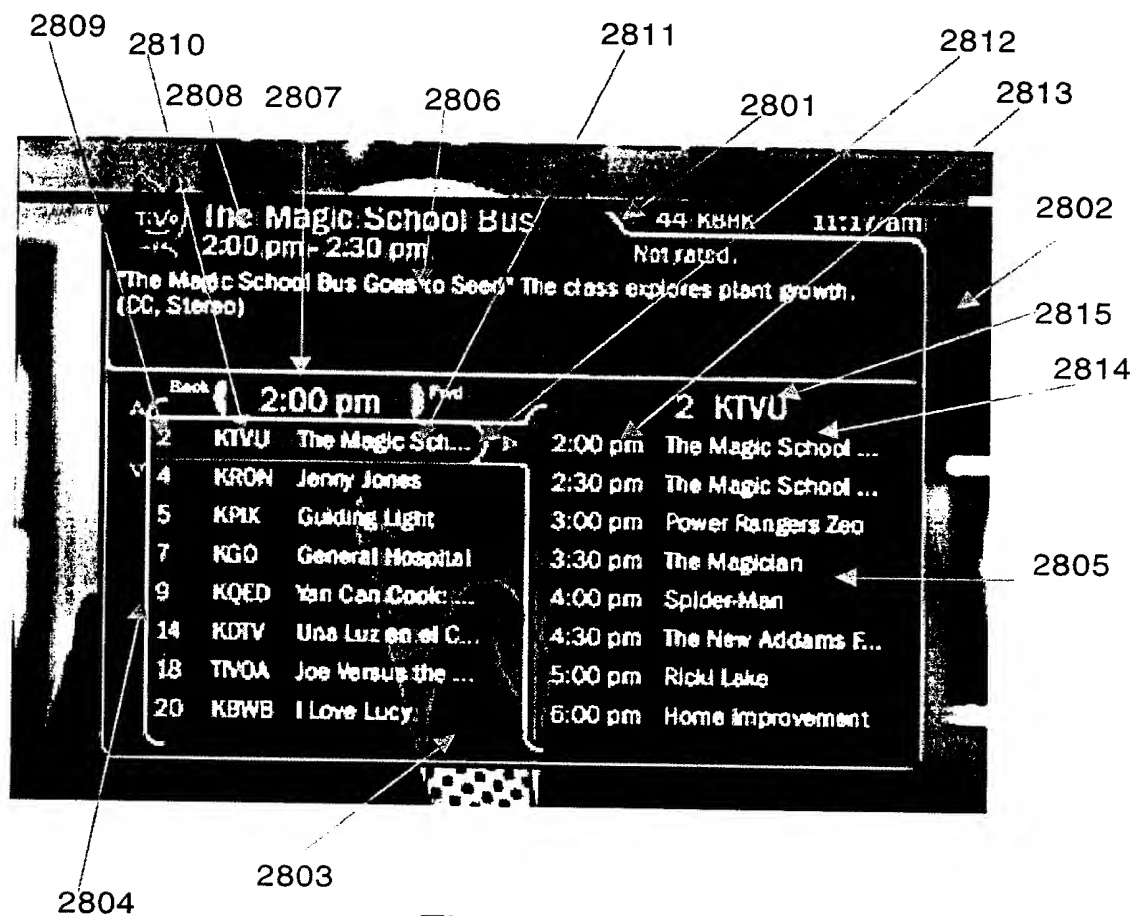 2809
2810
2811
2812
2808 2807
2806
2801
2813
TiVo The Magic School Bus
44 KBHK 11:17 am
2802
2:00 pm - 2:30 pm
Not rated.
"The Magic School Bus Goes to Seed" The class explores plant growth.
(CC, Stereo)
2815
2814
Back 2:00 pm Fwd
2 KTVU
2 KTVU The Magic Sch... 2:00 pm The Magic School ...
4 KRON Jenny Jones 2:30 pm The Magic School ...
5 KPIX Guiding Light 3:00 pm Power Rangers Zeo
7 KGO General Hospital 3:30 pm The Magician
2805
9 KQED Yan Can Cook: ... 4:00 pm Spider-Man
14 KDTV Una Luz en el C... 4:30 pm The New Addams F...
18 TIVOA Joe Versus the ... 5:00 pm Ricki Lake
20 KBWB I Love Lucy 6:00 pm Home Improvement
2803
2804